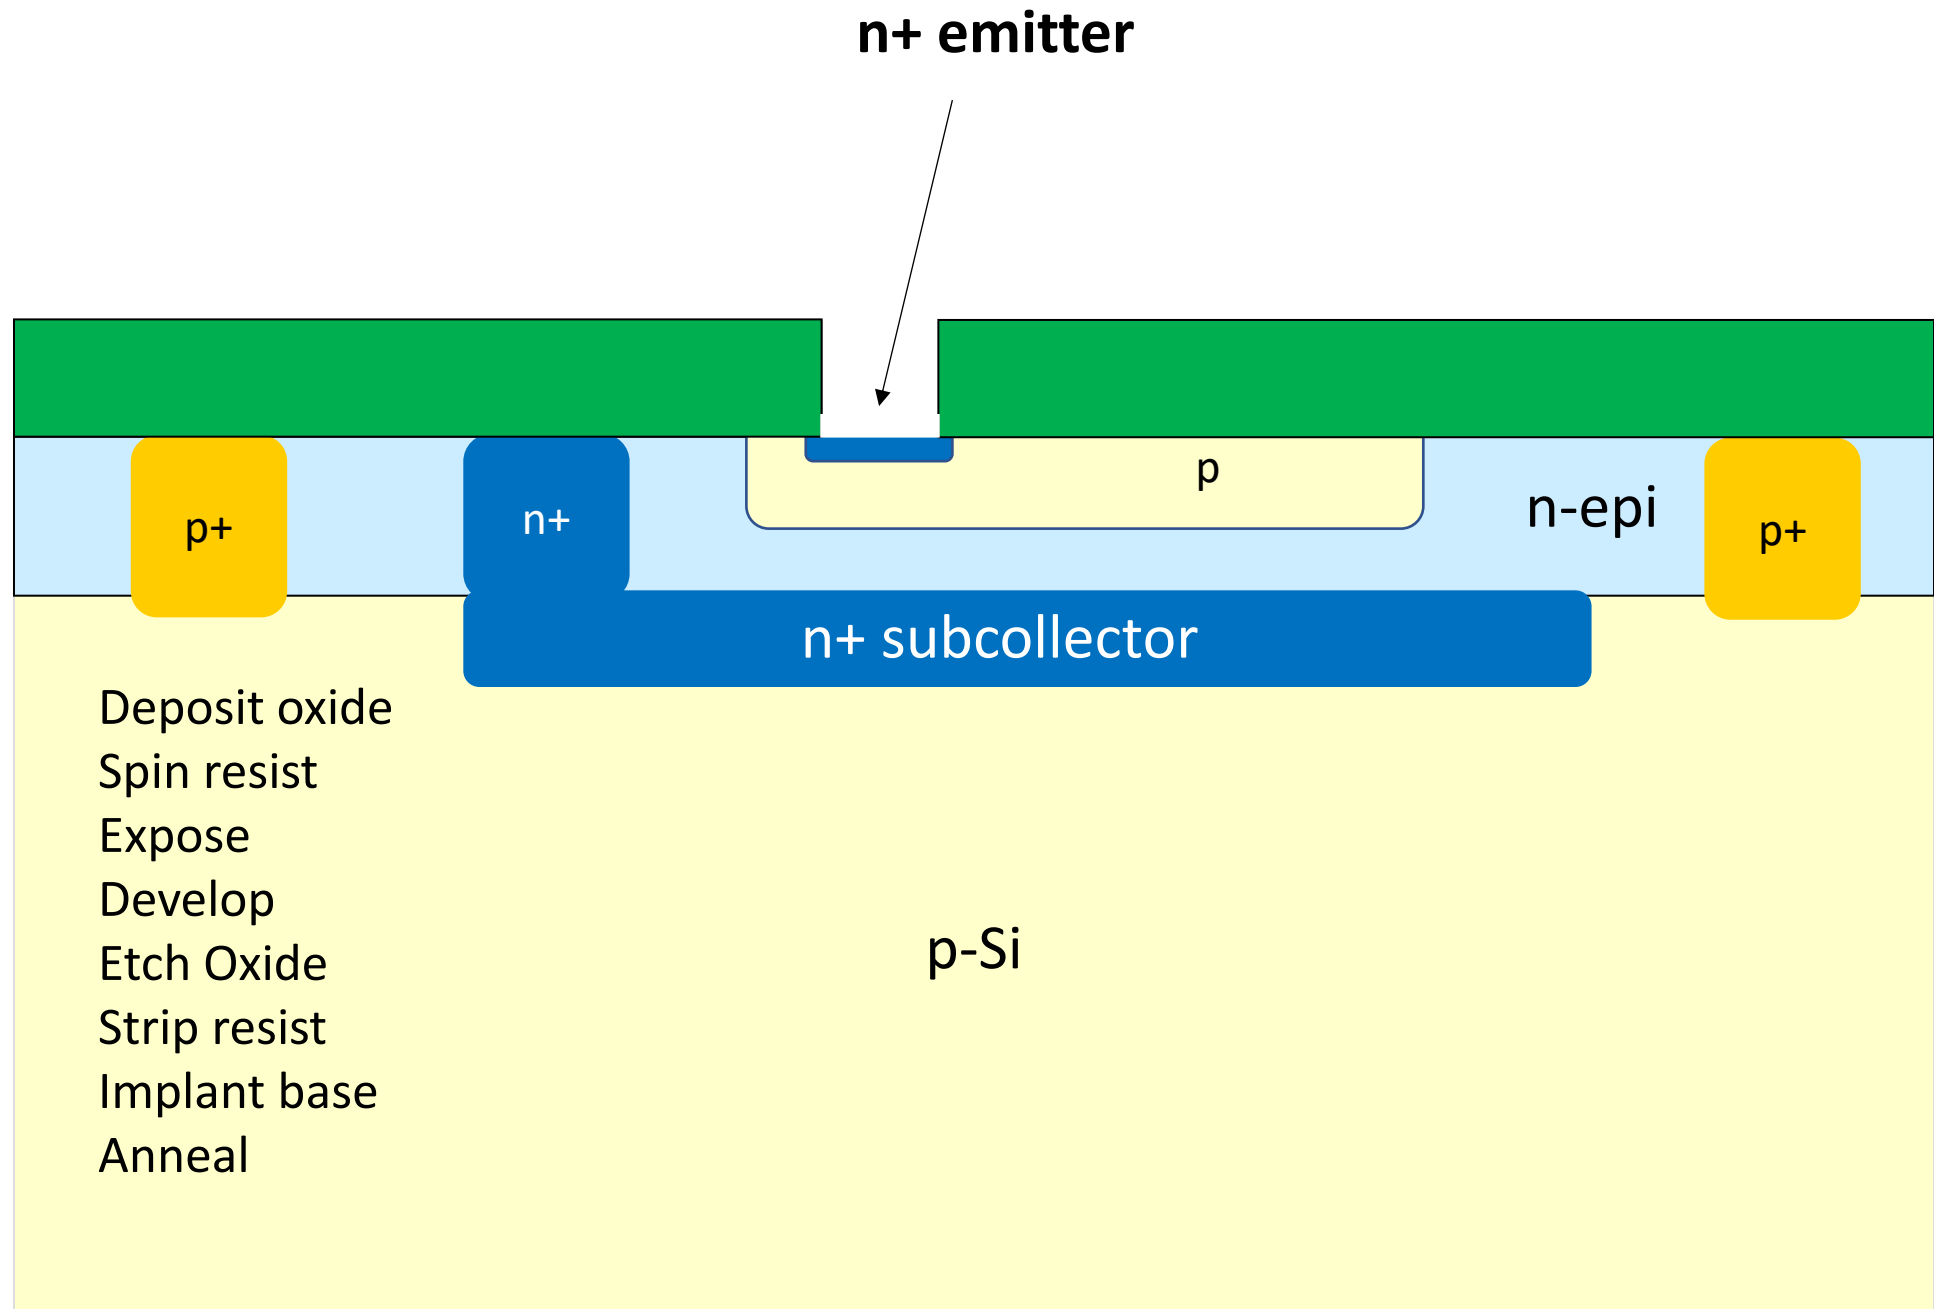 n+ emitter
p
n-epi
p+
n+
p+
n+ subcollector
Deposit oxide
Spin resist
Expose
Develop
Etch Oxide
Strip resist
Implant base
Anneal
p-Si